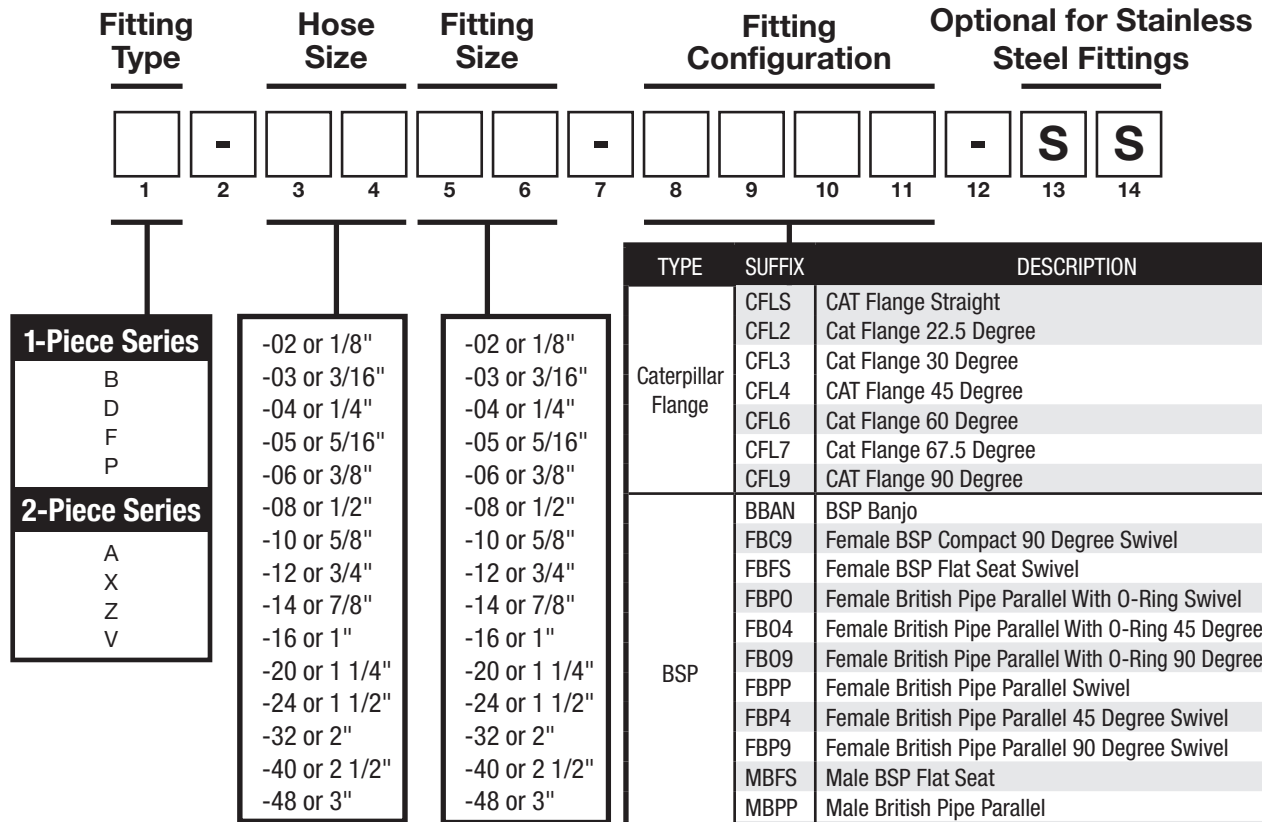 Fitting Type
Hose Size
Fitting Size
Fitting Configuration
Optional for Stainless Steel Fittings
- - - S S
1 2 3 4 5 6 7 8 9 10 11 12 13 14
1-Piece Series
B
D
F
P
2-Piece Series
A
X
Z
V
-02 or 1/8"
-03 or 3/16"
-04 or 1/4"
-05 or 5/16"
-06 or 3/8"
-08 or 1/2"
-10 or 5/8"
-12 or 3/4"
-14 or 7/8"
-16 or 1"
-20 or 1 1/4"
-24 or 1 1/2"
-32 or 2"
-40 or 2 1/2"
-48 or 3"
-02 or 1/8"
-03 or 3/16"
-04 or 1/4"
-05 or 5/16"
-06 or 3/8"
-08 or 1/2"
-10 or 5/8"
-12 or 3/4"
-14 or 7/8"
-16 or 1"
-20 or 1 1/4"
-24 or 1 1/2"
-32 or 2"
-40 or 2 1/2"
-48 or 3"
TYPE SUFFIX DESCRIPTION
Caterpillar Flange
CFLS CAT Flange Straight
CFL2 Cat Flange 22.5 Degree
CFL3 Cat Flange 30 Degree
CFL4 CAT Flange 45 Degree
CFL6 Cat Flange 60 Degree
CFL7 Cat Flange 67.5 Degree
CFL9 CAT Flange 90 Degree
BSP
BBAN BSP Banjo
FBC9 Female BSP Compact 90 Degree Swivel
FBFS Female BSP Flat Seat Swivel
FBPO Female British Pipe Parallel With O-Ring Swivel
FBO4 Female British Pipe Parallel With O-Ring 45 Degree
FBO9 Female British Pipe Parallel With O-Ring 90 Degree
FBPP Female British Pipe Parallel Swivel
FBP4 Female British Pipe Parallel 45 Degree Swivel
FBP9 Female British Pipe Parallel 90 Degree Swivel
MBFS Male BSP Flat Seat
MBPP Male British Pipe Parallel